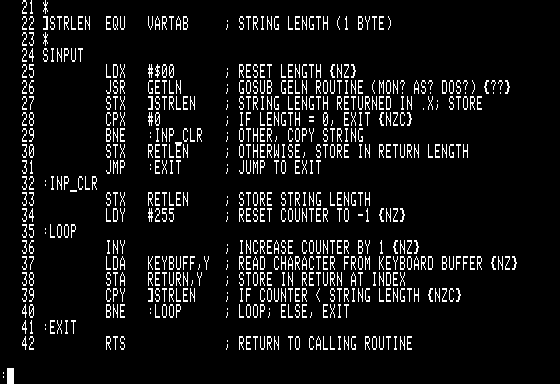 21 *
22 ]STRLEN EQU VARTAB ; STRING LENGTH (1 BYTE)
23 *
24 SINPUT
25 LDX #$00 ; RESET LENGTH {NZ}
26 JSR GETLN ; GOSUB GELN ROUTINE (MON? AS? DOS?) {??}
27 STX ]STRLEN ; STRING LENGTH RETURNED IN .X; STORE
28 CPX #0 ; IF LENGTH = 0, EXIT {NZC}
29 BNE :INP_CLR ; OTHER, COPY STRING
30 STX RETLEN ; OTHERWISE, STORE IN RETURN LENGTH
31 JMP :EXIT ; JUMP TO EXIT
32 :INP_CLR
33 STX RETLEN ; STORE STRING LENGTH
34 LDY #255 ; RESET COUNTER TO -1 {NZ}
35 :LOOP
36 INY ; INCREASE COUNTER BY 1 {NZ}
37 LDA KEYBUFF,Y ; READ CHARACTER FROM KEYBOARD BUFFER {NZ}
38 STA RETURN,Y ; STORE IN RETURN AT INDEX
39 CPY ]STRLEN ; IF COUNTER < STRING LENGTH {NZC}
40 BNE :LOOP ; LOOP; ELSE, EXIT
41 :EXIT
42 RTS ; RETURN TO CALLING ROUTINE
: